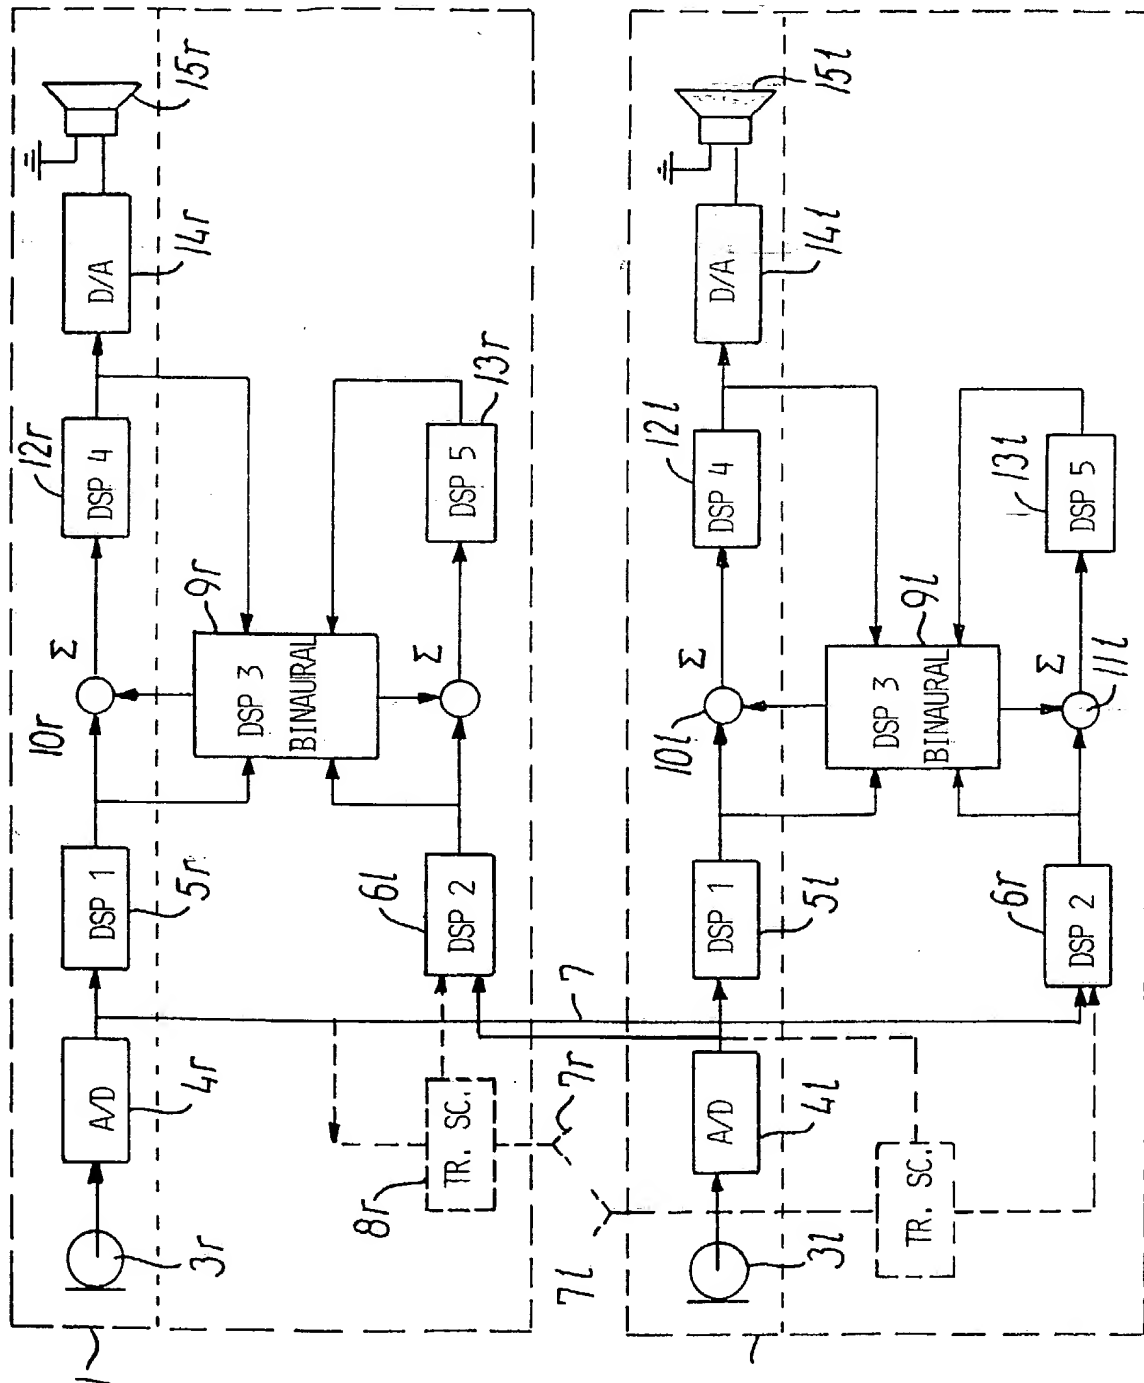 3r
A/D
4r
DSP 1
5r
10r
Σ
DSP 4
12r
D/A
14r
15r
8r
TR. SC.
7r
7
DSP 2
6l
DSP 3
BINAURAL
9r
Σ
DSP 5
13r
7l
3l
A/D
4l
DSP 1
5l
10l
Σ
DSP 4
12l
D/A
14l
15l
TR. SC.
DSP 2
6r
DSP 3
BINAURAL
9l
Σ
11l
DSP 5
13l